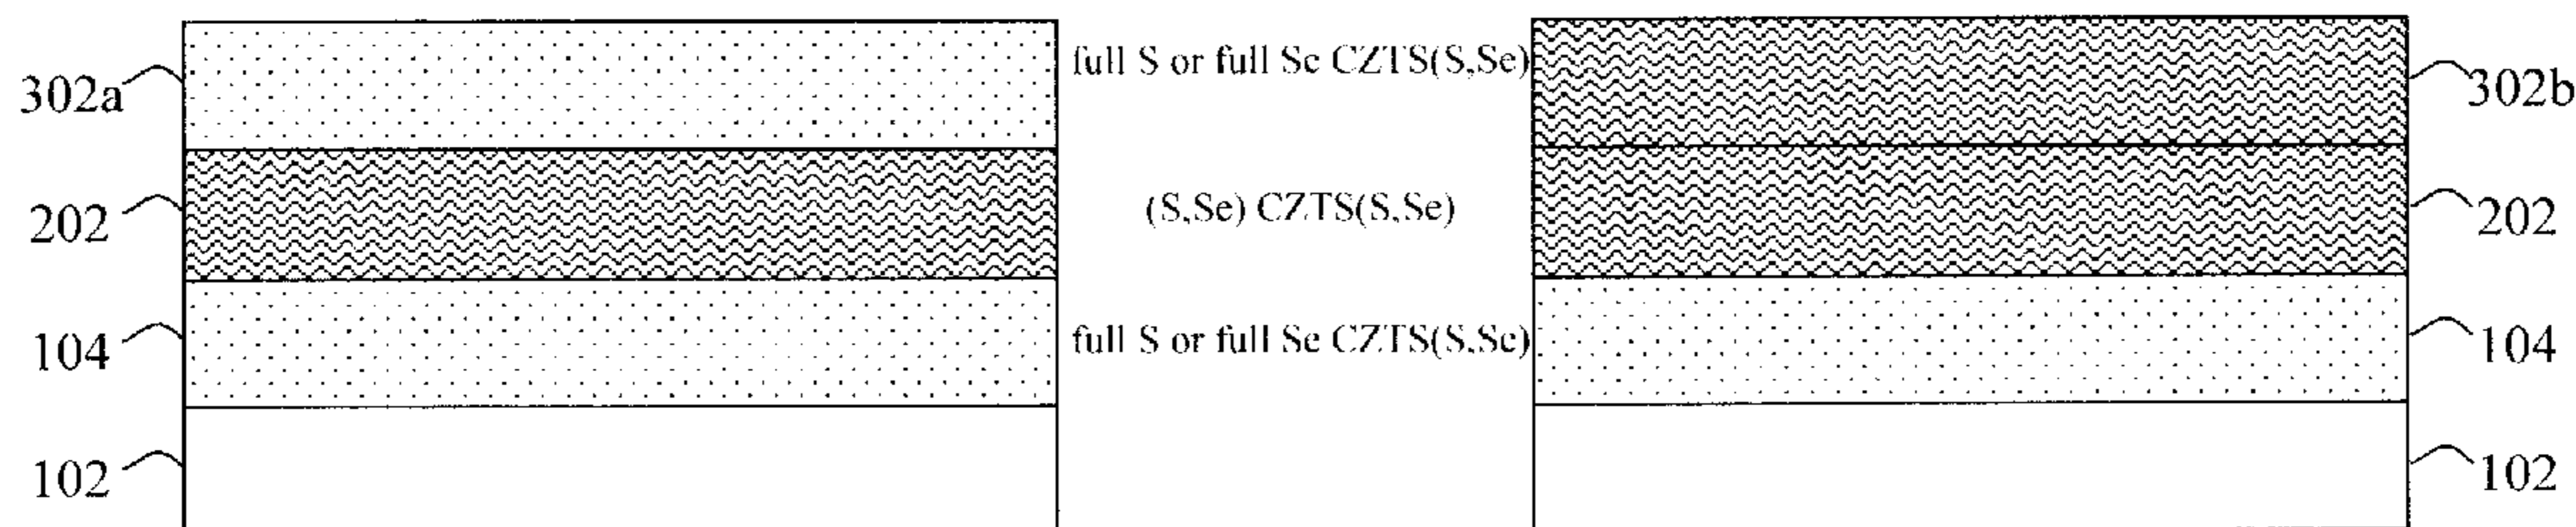 302a full S or full Se CZTS(S,Se) 302b
202 (S,Se) CZTS(S,Se) 202
104 full S or full Se CZTS(S,Se) 104
102 102